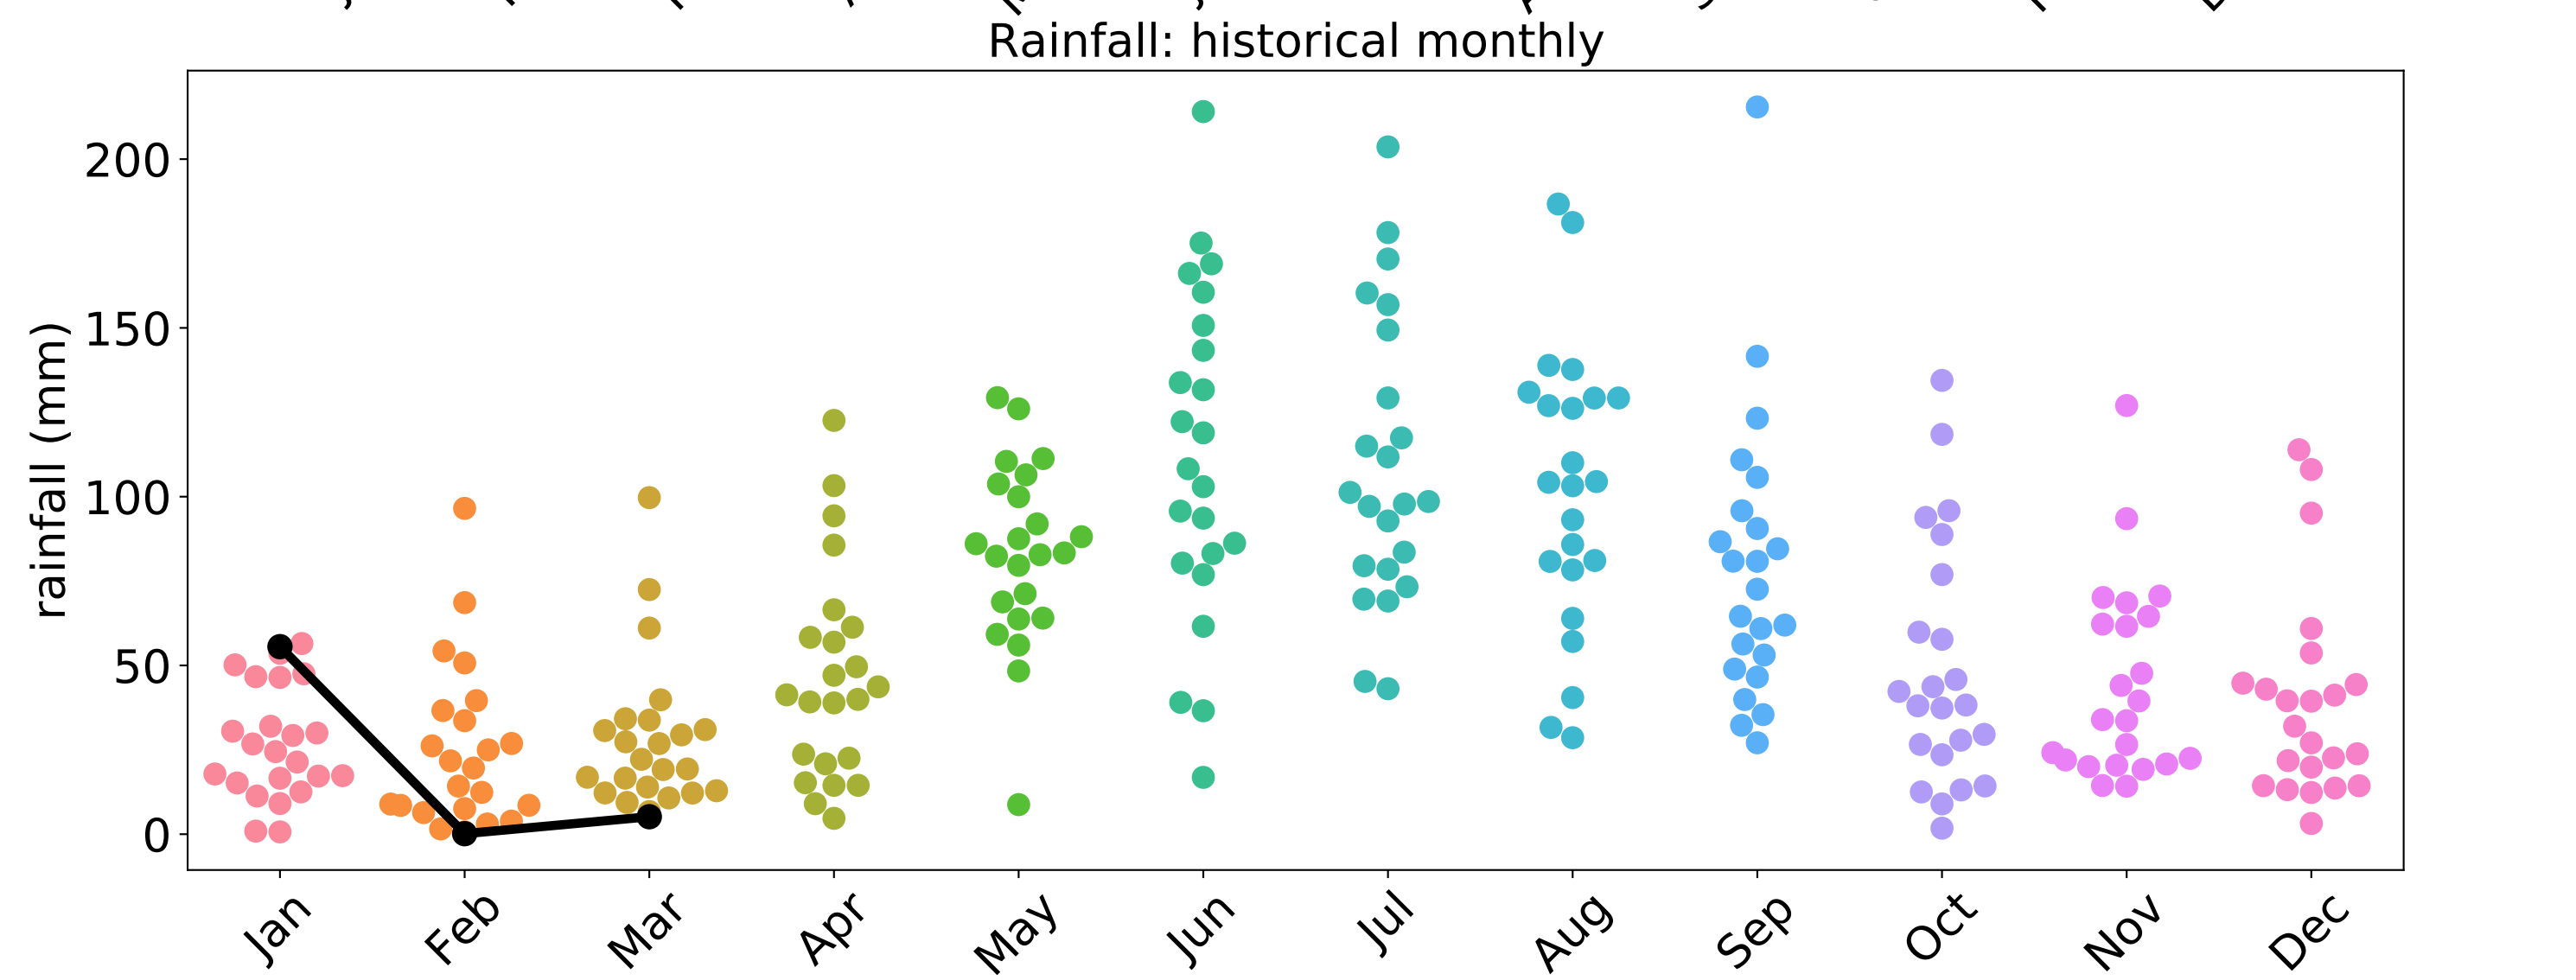 Rainfall: historical monthly
rainfall (mm)
200
150
100
50
0
Jan
Feb
Mar
Apr
May
Jun
Jul
Aug
Sep
Oct
Nov
Dec